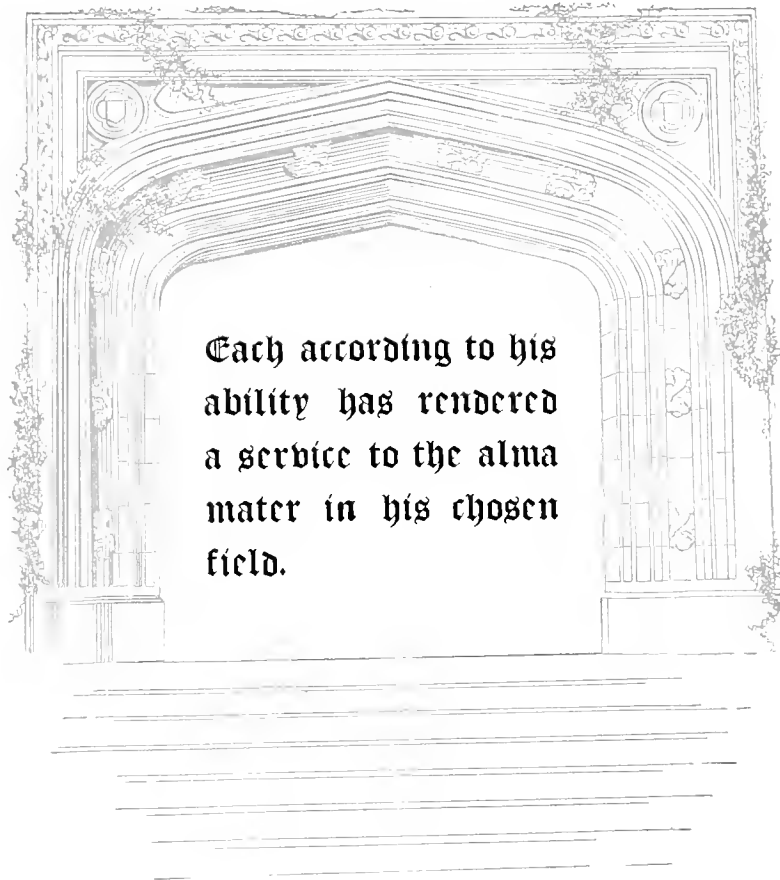 Each according to his
ability has rendered
a service to the alma
mater in his chosen
field.